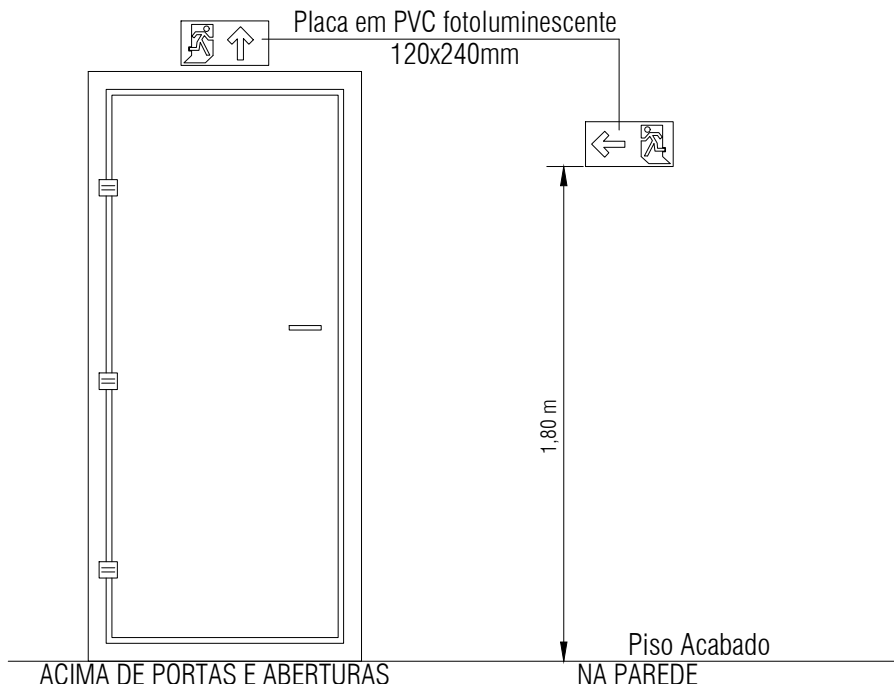 Placa em PVC fotoluminescente
120x240mm
1,80 m
Piso Acabado
ACIMA DE PORTAS E ABERTURAS
NA PAREDE